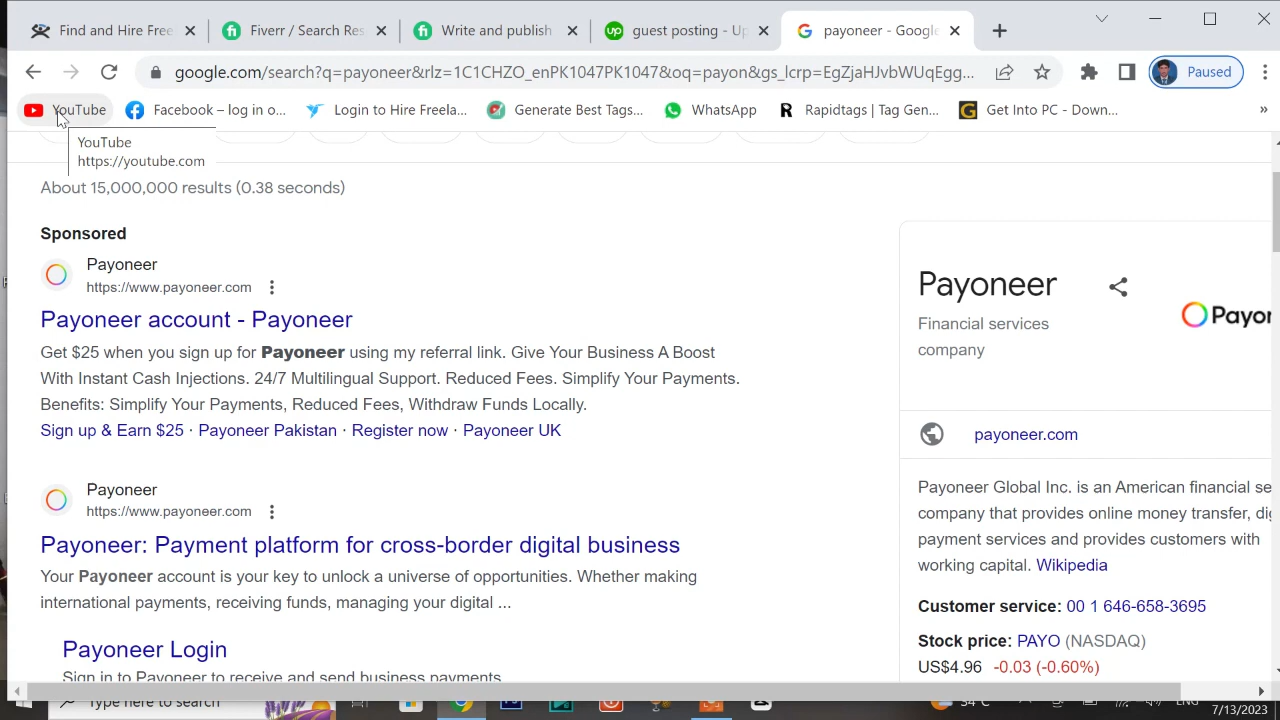 Find and Hire Free
Fiverr / Search Res
Write and publish
up guest posting - Up
payoneer - Google
google.com/search?q=payoneer&rlz=1C1CHZO_enPK1047PK1047&oq=payon&gs_lcrp=EgZjaHJvbWUqEgg...
Paused
YouTube
Facebook – log in o...
Login to Hire Freela...
Generate Best Tags...
WhatsApp
R Rapidtags | Tag Gen...
G Get Into PC - Down...
»
YouTube
https://youtube.com
About 15,000,000 results (0.38 seconds)
Sponsored
Payoneer
https://www.payoneer.com
Payoneer account - Payoneer
Get $25 when you sign up for Payoneer using my referral link. Give Your Business A Boost
With Instant Cash Injections. 24/7 Multilingual Support. Reduced Fees. Simplify Your Payments.
Benefits: Simplify Your Payments, Reduced Fees, Withdraw Funds Locally.
Sign up & Earn $25 · Payoneer Pakistan · Register now · Payoneer UK
Payoneer
https://www.payoneer.com
Payoneer: Payment platform for cross-border digital business
Your Payoneer account is your key to unlock a universe of opportunities. Whether making
international payments, receiving funds, managing your digital ...
Payoneer Login
Sign in to Payoneer to receive and send business payments
Payoneer
Payon
Financial services
company
payoneer.com
Payoneer Global Inc. is an American financial se
company that provides online money transfer, dig
payment services and provides customers with
working capital. Wikipedia
Customer service: 00 1 646-658-3695
Stock price: PAYO (NASDAQ)
US$4.96 -0.03 (-0.60%)
Type here to search
34°C
ENG
7/13/2023